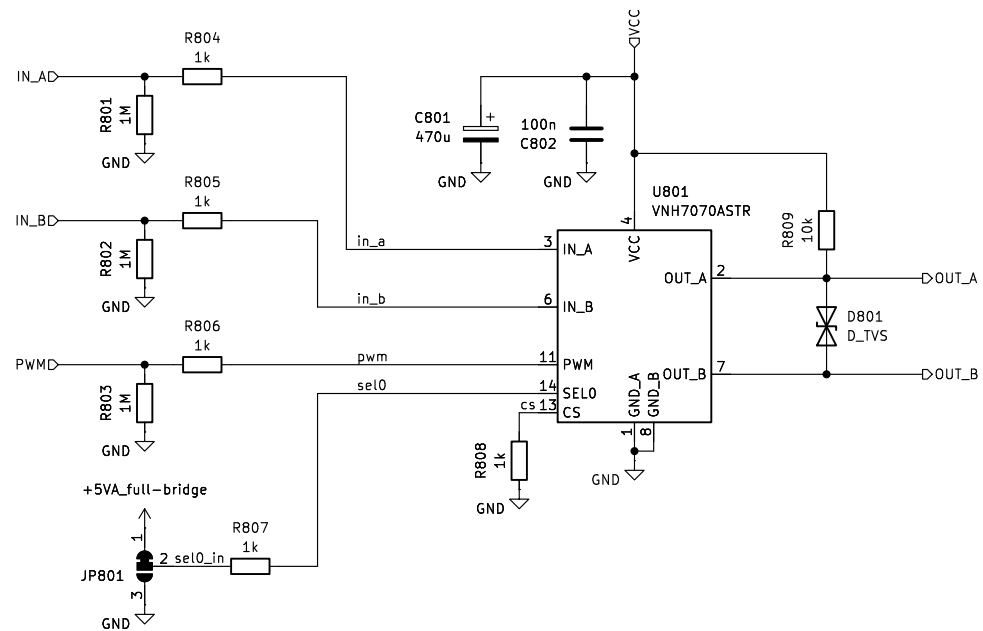 VCC
R804
1k
IN_A
R801
1M
GND
C801
470u
+
100n
C802
GND
GND
R805
1k
IN_B
R802
1M
GND
U801
VNH7070ASTR
4
VCC
R809
10k
in_a
3
IN_A
OUT_A
2
OUT_A
in_b
6
IN_B
D801
D_TVS
R806
1k
PWM
R803
1M
GND
pwm
11
PWM
sel0
14
SEL0
cs
13
CS
GND_A
GND_B
OUT_B
7
OUT_B
1
8
GND
R808
1k
GND
+5VA_full-bridge
1
JP801
2
sel0_in
R807
1k
3
GND